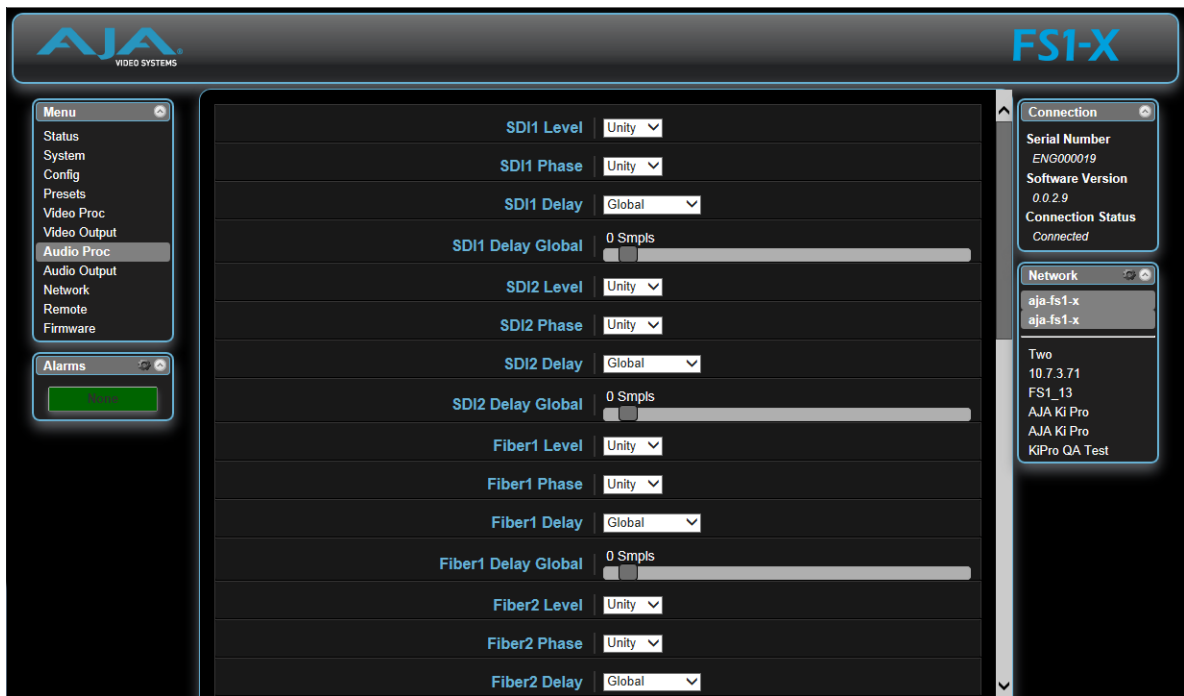 AJA®
VIDEO SYSTEMS
FS1-X
Menu
Status
System
Config
Presets
Video Proc
Video Output
Audio Proc
Audio Output
Network
Remote
Firmware
Alarms
None
SDI1 Level Unity
SDI1 Phase Unity
SDI1 Delay Global
SDI1 Delay Global 0 Smpls
SDI2 Level Unity
SDI2 Phase Unity
SDI2 Delay Global
SDI2 Delay Global 0 Smpls
Fiber1 Level Unity
Fiber1 Phase Unity
Fiber1 Delay Global
Fiber1 Delay Global 0 Smpls
Fiber2 Level Unity
Fiber2 Phase Unity
Fiber2 Delay Global
Connection
Serial Number
ENG000019
Software Version
0.0.2.9
Connection Status
Connected
Network
aja-fs1-x
aja-fs1-x
Two
10.7.3.71
FS1_13
AJA Ki Pro
AJA Ki Pro
KiPro QA Test